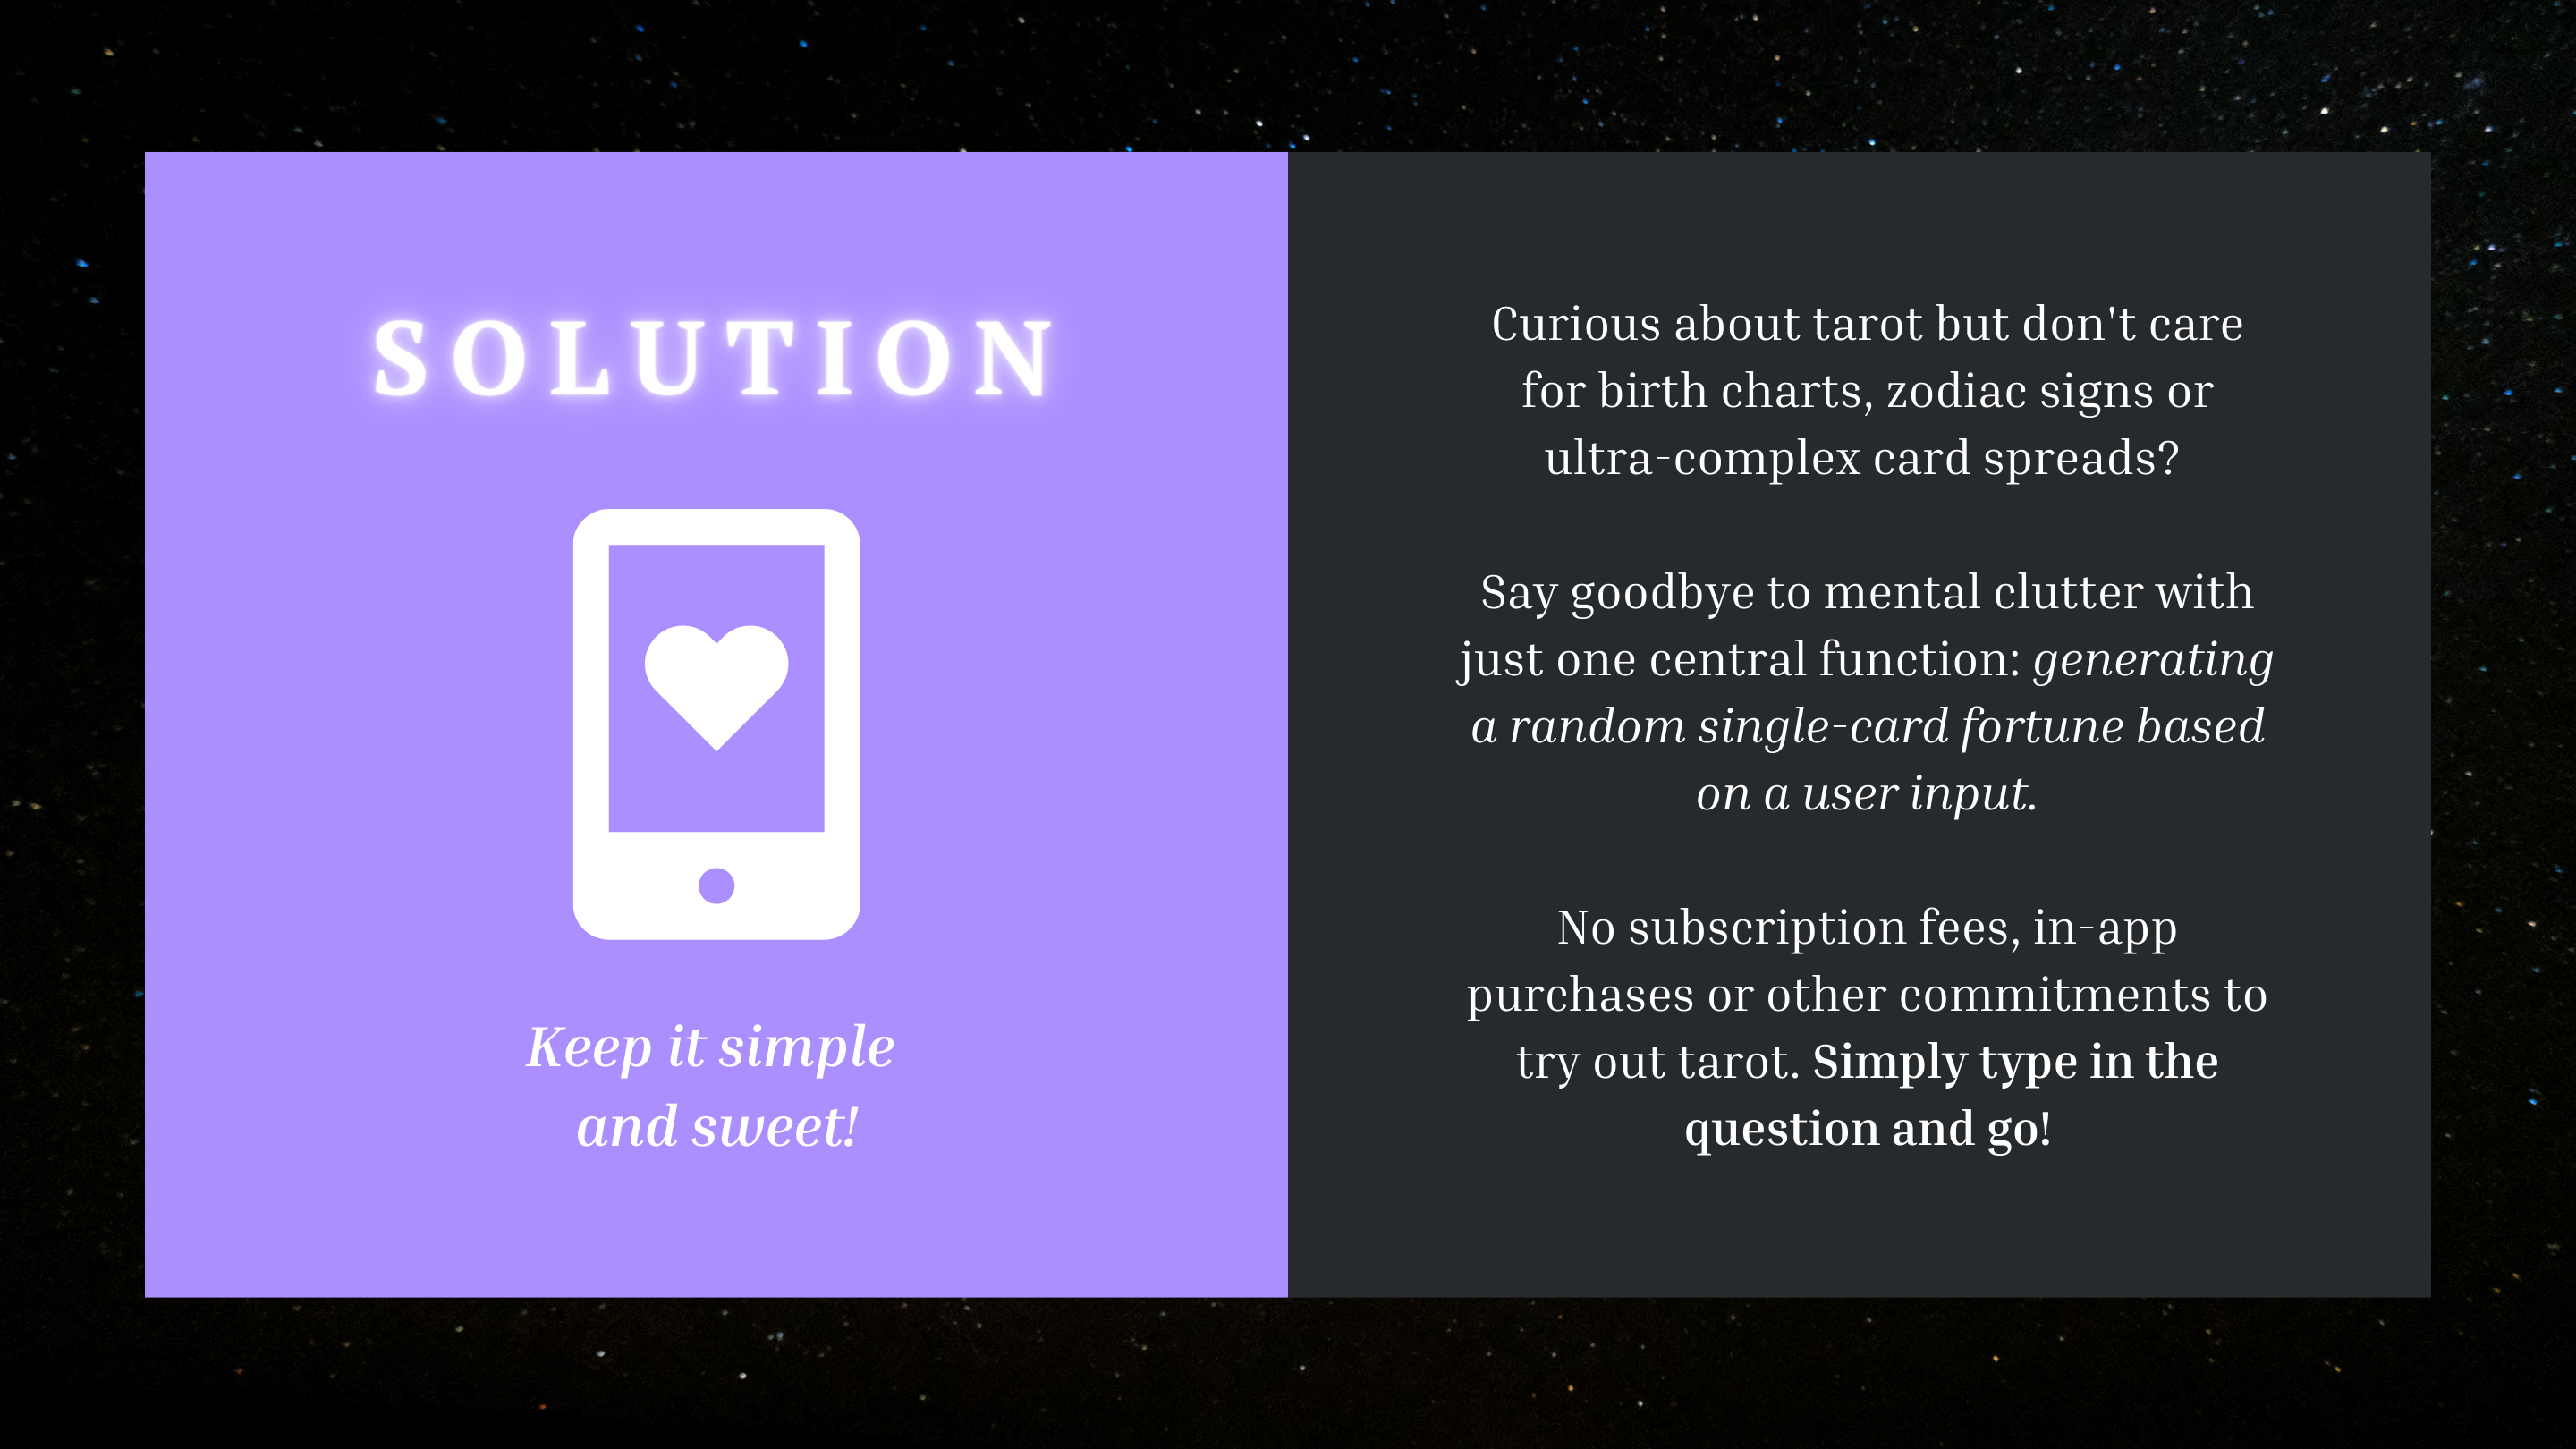 SOLUTION
Keep it simple
and sweet!
Curious about tarot but don't care
for birth charts, zodiac signs or
ultra-complex card spreads?
Say goodbye to mental clutter with
just one central function: generating
a random single-card fortune based
on a user input.
No subscription fees, in-app
purchases or other commitments to
try out tarot. Simply type in the
question and go!